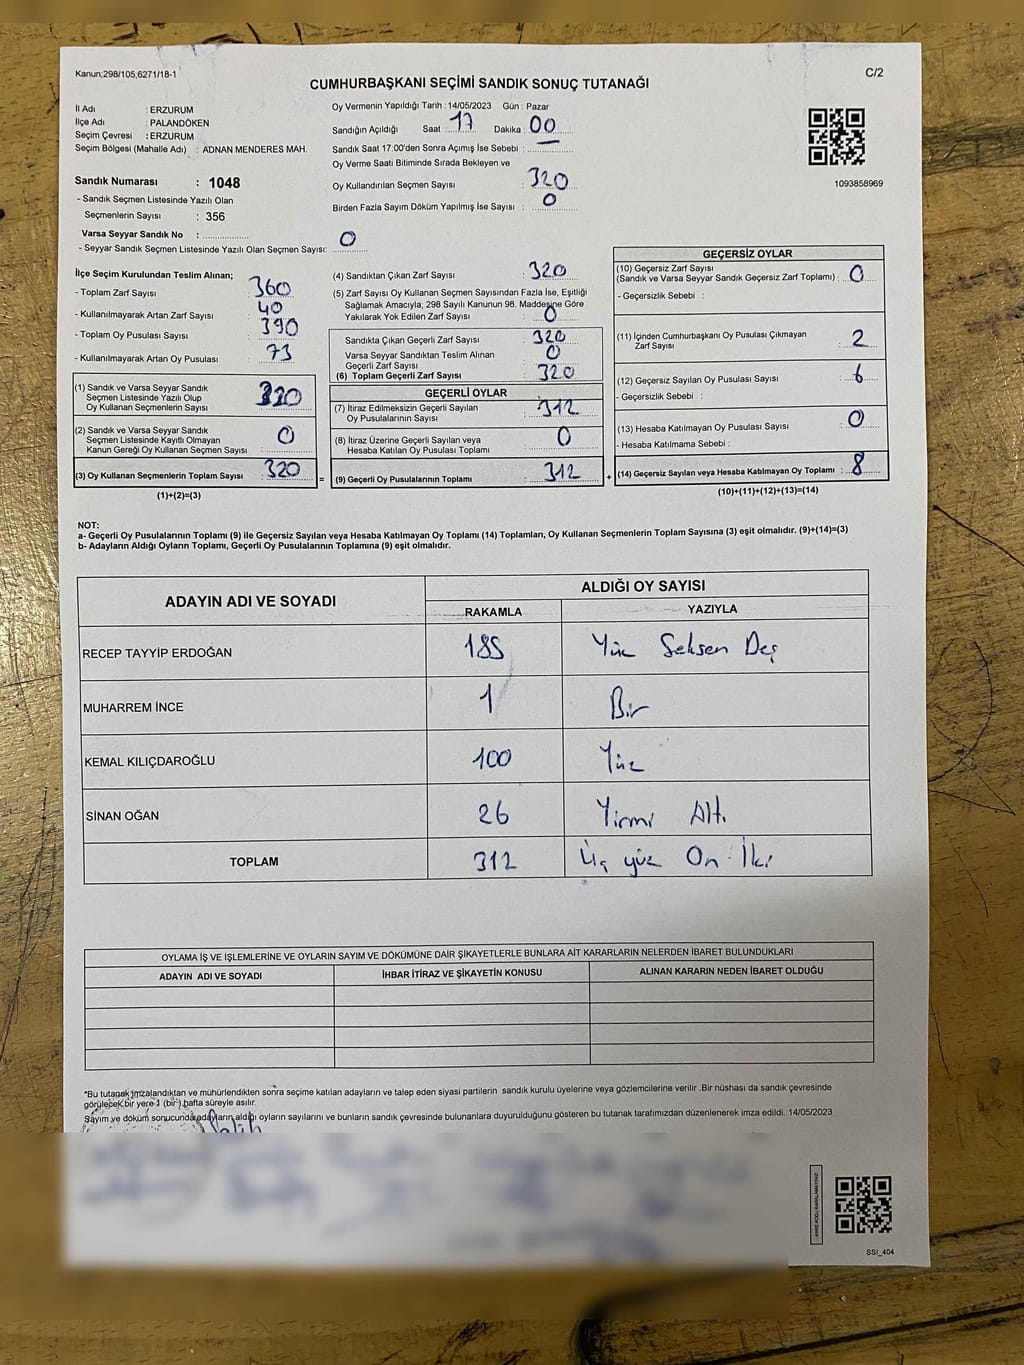 Kanun;298/105;6271/18-1
C/2
CUMHURBAŞKANI SEÇİMİ SANDIK SONUÇ TUTANAĞI
İl Adı : ERZURUM
İlçe Adı : PALANDÖKEN
Seçim Çevresi : ERZURUM
Seçim Bölgesi (Mahalle Adı) : ADNAN MENDERES MAH.
Sandık Numarası : 1048
- Sandık Seçmen Listesinde Yazılı Olan
Seçmenlerin Sayısı : 356
Varsa Seyyar Sandık No :
- Seyyar Sandık Seçmen Listesinde Yazılı Olan Seçmen Sayısı: 0
Oy Vermenin Yapıldığı Tarih : 14/05/2023 Gün : Pazar
Sandığın Açıldığı Saat : 17 Dakika : 00
Sandık Saat 17:00'den Sonra Açımış İse Sebebi :
Oy Verme Saati Bitiminde Sırada Bekleyen ve
Oy Kullandırılan Seçmen Sayısı : 320
Birden Fazla Sayım Döküm Yapılmış İse Sayısı : 0
1093858969
İlçe Seçim Kurulundan Teslim Alınan;
- Toplam Zarf Sayısı : 360
- Kullanılmayarak Artan Zarf Sayısı : 40
- Toplam Oy Pusulası Sayısı : 390
- Kullanılmayarak Artan Oy Pusulası : 73
(1) Sandık ve Varsa Seyyar Sandık
Seçmen Listesinde Yazılı Olup
Oy Kullanan Seçmenlerin Sayısı : 320
(2) Sandık ve Varsa Seyyar Sandık
Seçmen Listesinde Kayıtlı Olmayan
Kanun Gereği Oy Kullanan Seçmen Sayısı : 0
(3) Oy Kullanan Seçmenlerin Toplam Sayısı : 320 =
(1)+(2)=(3)
(4) Sandıktan Çıkan Zarf Sayısı : 320
(5) Zarf Sayısı Oy Kullanan Seçmen Sayısından Fazla İse, Eşitliği
Sağlamak Amacıyla, 298 Sayılı Kanunun 98. Maddesine Göre
Yakılarak Yok Edilen Zarf Sayısı : 0
Sandıkta Çıkan Geçerli Zarf Sayısı : 320
Varsa Seyyar Sandıktan Teslim Alınan
Geçerli Zarf Sayısı : 0
(6) Toplam Geçerli Zarf Sayısı : 320
GEÇERLİ OYLAR
(7) İtiraz Edilmeksizin Geçerli Sayılan
Oy Pusulalarının Sayısı : 312
(8) İtiraz Üzerine Geçerli Sayılan veya
Hesaba Katılan Oy Pusulası Toplamı : 0
(9) Geçerli Oy Pusulalarının Toplamı : 312 +
GEÇERSİZ OYLAR
(10) Geçersiz Zarf Sayısı
(Sandık ve Varsa Seyyar Sandık Geçersiz Zarf Toplamı) : 0
- Geçersizlik Sebebi :
(11) İçinden Cumhurbaşkanı Oy Pusulası Çıkmayan
Zarf Sayısı : 2
(12) Geçersiz Sayılan Oy Pusulası Sayısı : 6
- Geçersizlik Sebebi :
(13) Hesaba Katılmayan Oy Pusulası Sayısı : 0
- Hesaba Katılmama Sebebi :
(14) Geçersiz Sayılan veya Hesaba Katılmayan Oy Toplamı : 8
(10)+(11)+(12)+(13)=(14)
NOT:
a- Geçerli Oy Pusulalarının Toplamı (9) ile Geçersiz Sayılan veya Hesaba Katılmayan Oy Toplamı (14) Toplamları, Oy Kullanan Seçmenlerin Toplam Sayısına (3) eşit olmalıdır. (9)+(14)=(3)
b- Adayların Aldığı Oyların Toplamı, Geçerli Oy Pusulalarının Toplamına (9) eşit olmalıdır.
ADAYIN ADI VE SOYADI
ALDIĞI OY SAYISI
RAKAMLA YAZIYLA
RECEP TAYYİP ERDOĞAN 185 Yüz Seksen Beş
MUHARREM İNCE 1 Bir
KEMAL KILIÇDAROĞLU 100 Yüz
SİNAN OĞAN 26 Yirmi Altı
TOPLAM 312 Üç yüz On İki
OYLAMA İŞ VE İŞLEMLERİNE VE OYLARIN SAYIM VE DÖKÜMÜNE DAİR ŞİKAYETLERLE BUNLARA AİT KARARLARIN NELERDEN İBARET BULUNDUKLARI
ADAYIN ADI VE SOYADI İHBAR İTİRAZ VE ŞİKAYETİN KONUSU ALINAN KARARIN NEDEN İBARET OLDUĞU
*Bu tutanak imzalandıktan ve mühürlendikten sonra seçime katılan adayların ve talep eden siyasi partilerin sandık kurulu üyelerine veya gözlemcilerine verilir .Bir nüshası da sandık çevresinde
görülecek bir yere 1 (bir ) hafta süreyle asılır.
Sayım ve döküm sonucunda adayların aldığı oyların sayılarını ve bunların sandık çevresinde bulunanlara duyurulduğunu gösteren bu tutanak tarafımızdan düzenlenerek imza edildi. 14/05/2023
SSI_404